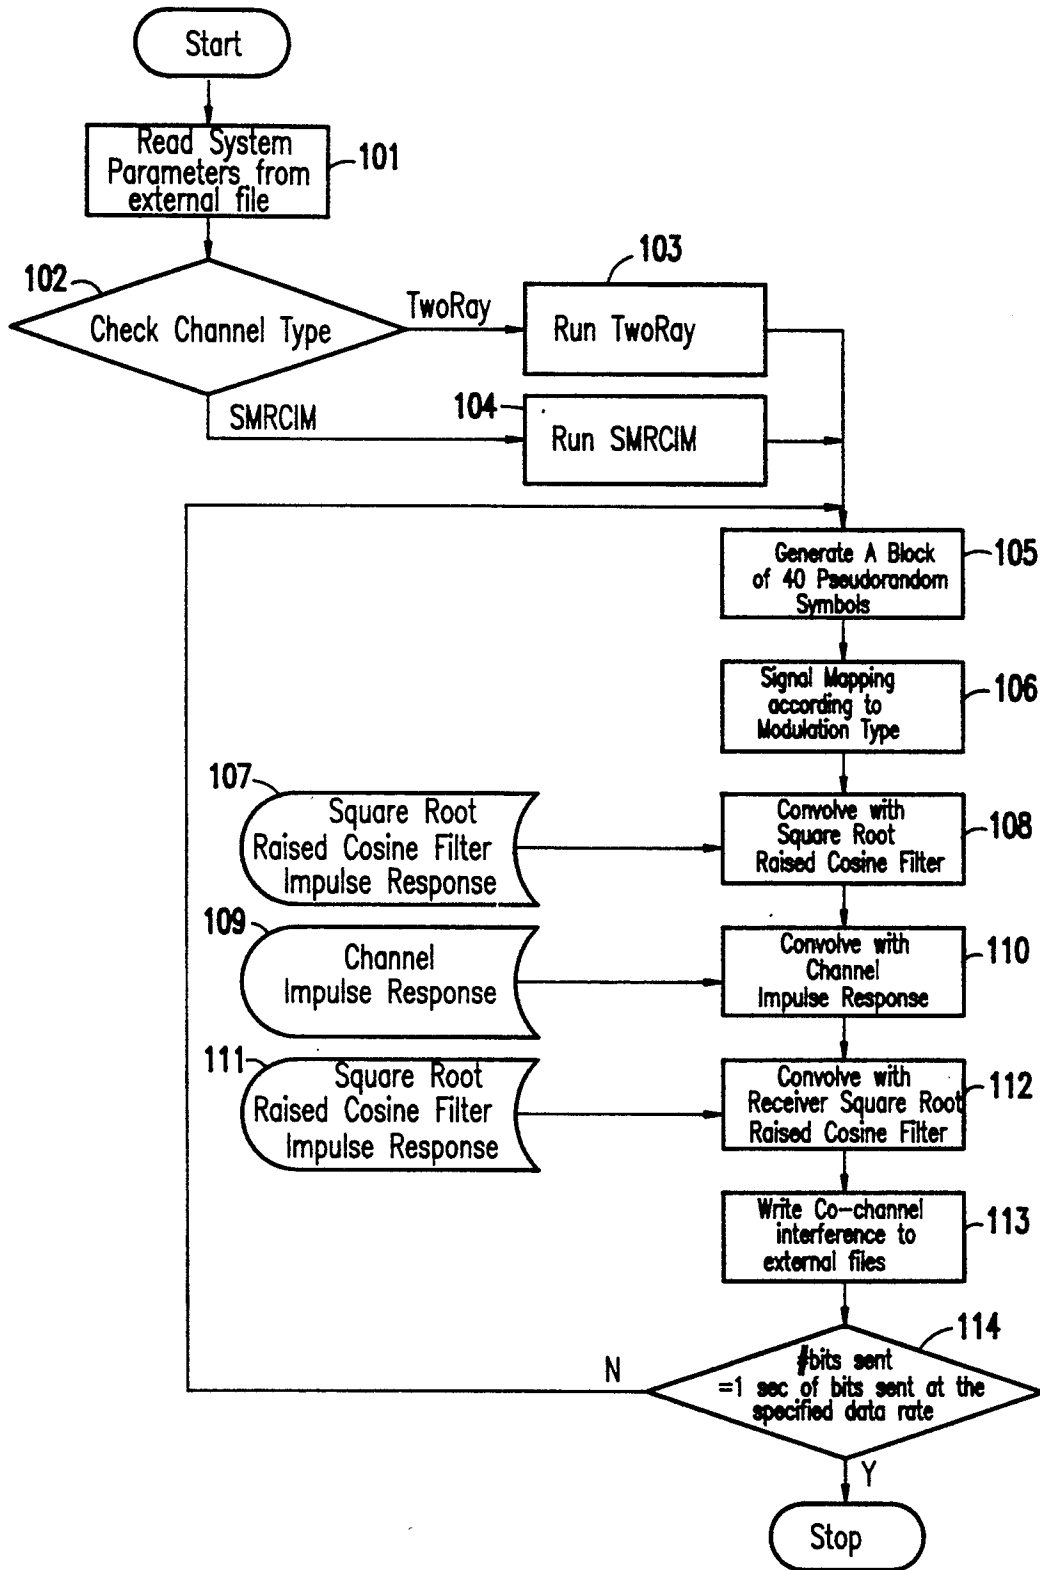 Start
Read System
Parameters from
external file
101
102
Check Channel Type
TwoRay
103
Run TwoRay
SMRCIM
104
Run SMRCIM
Generate A Block
of 40 Pseudorandom
Symbols
105
Signal Mapping
according to
Modulation Type
106
107
Square Root
Raised Cosine Filter
Impulse Response
Convolve with
Square Root
Raised Cosine Filter
108
109
Channel
Impulse Response
Convolve with
Channel
Impulse Response
110
111
Square Root
Raised Cosine Filter
Impulse Response
Convolve with
Receiver Square Root
Raised Cosine Filter
112
Write Co-channel
interference to
external files
113
114
#bits sent
=1 sec of bits sent at the
specified data rate
N
Y
Stop